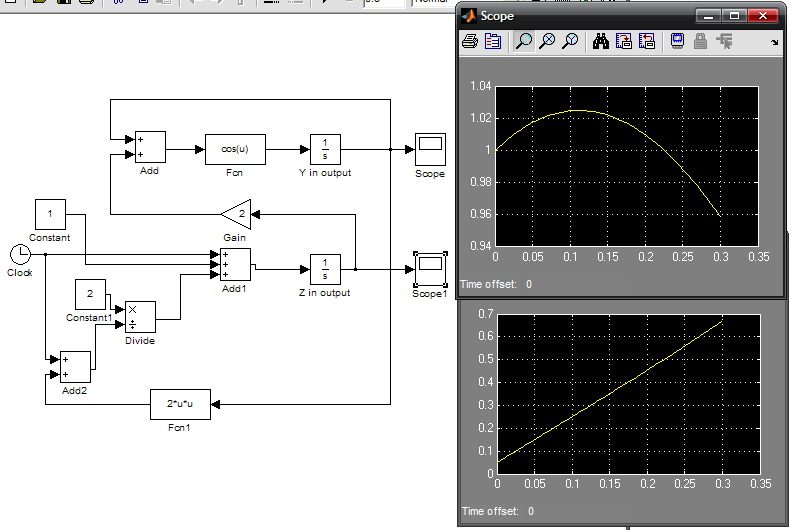 Normal
Scope
+
+
Add
cos(u)
Fcn
1
s
Y in output
Scope
2
Gain
1
Constant
Clock
+
+
+
Add1
1
s
Z in output
Scope1
2
Constant1
×
÷
Divide
+
+
Add2
2*u*u
Fcn1
1.04
1.02
1
0.98
0.96
0.94
0 0.05 0.1 0.15 0.2 0.25 0.3 0.35
Time offset: 0
0.7
0.6
0.5
0.4
0.3
0.2
0.1
0
0 0.05 0.1 0.15 0.2 0.25 0.3 0.35
Time offset: 0